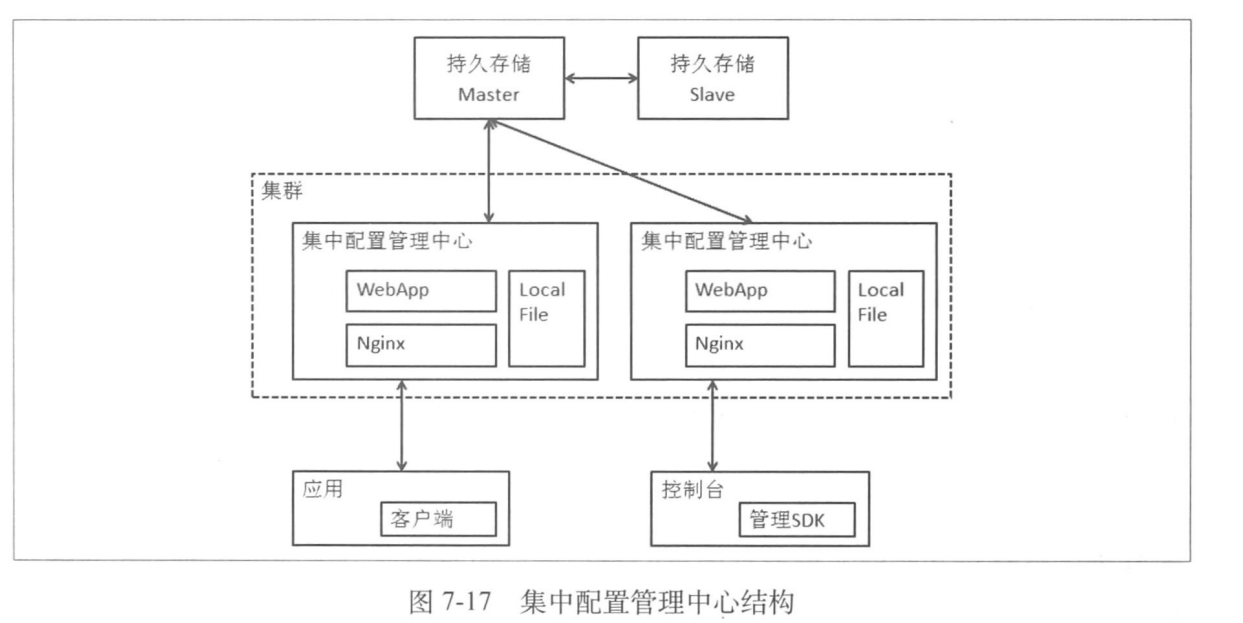 持久存储
Master
持久存储
Slave
集群
集中配置管理中心
WebApp
Nginx
Local
File
集中配置管理中心
WebApp
Nginx
Local
File
应用
客户端
控制台
管理SDK
图 7-17 集中配置管理中心结构